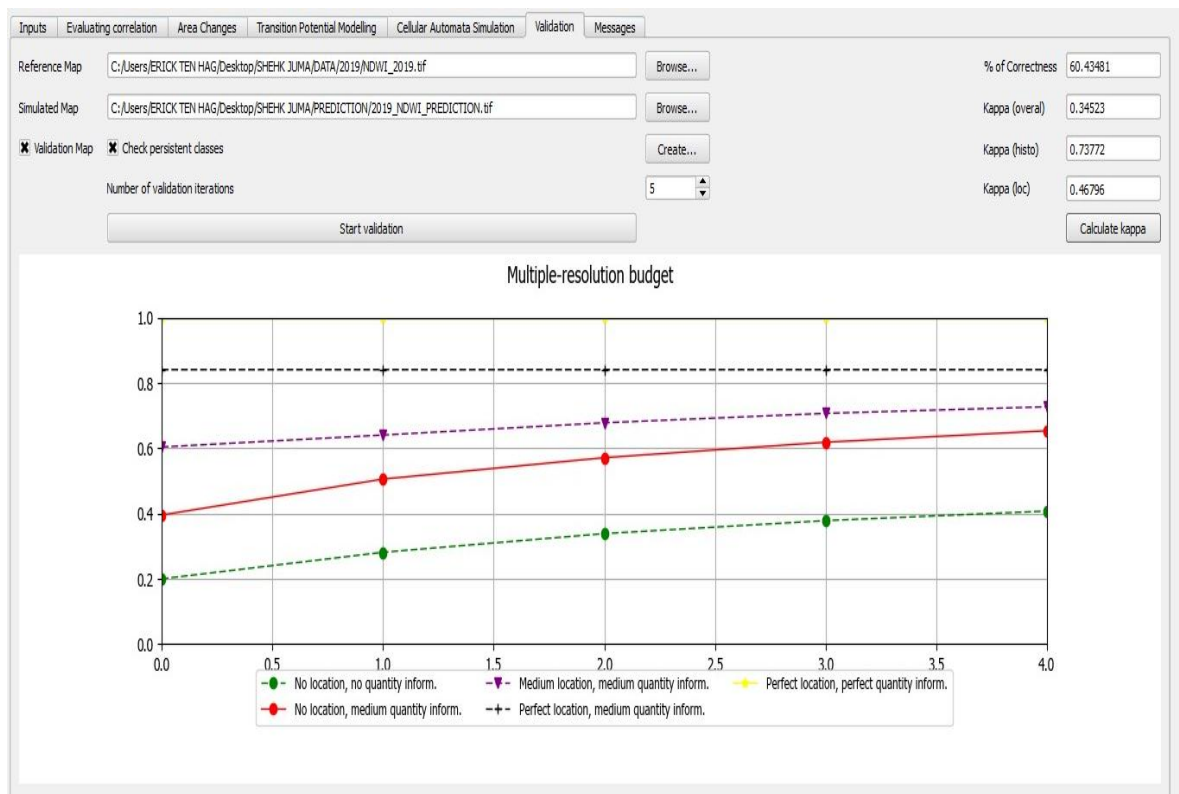 Inputs Evaluating correlation Area Changes Transition Potential Modelling Cellular Automata Simulation Validation Messages
Reference Map C:/Users/ERICK TEN HAG/Desktop/SHEHK JUMA/DATA/2019/NDWI_2019.tif Browse... % of Correctness 60.43481
Simulated Map C:/Users/ERICK TEN HAG/Desktop/SHEHK JUMA/PREDICTION/2019_NDWI_PREDICTION.tif Browse... Kappa (overal) 0.34523
Validation Map Check persistent classes Create... Kappa (histo) 0.73772
Number of validation iterations 5 Kappa (loc) 0.46796
Start validation Calculate kappa
Multiple-resolution budget
1.0
0.8
0.6
0.4
0.2
0.0
0.0 0.5 1.0 1.5 2.0 2.5 3.0 3.5 4.0
No location, no quantity inform. Medium location, medium quantity inform. Perfect location, perfect quantity inform.
No location, medium quantity inform. Perfect location, medium quantity inform.